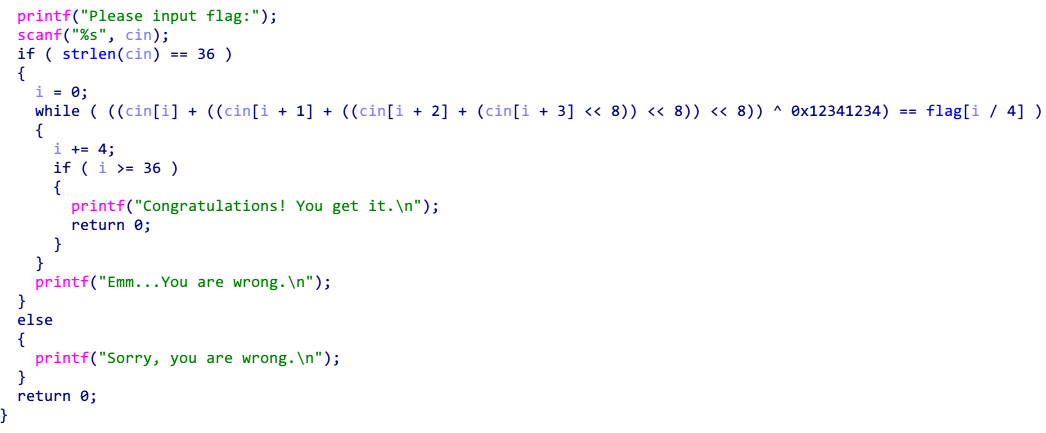 printf("Please input flag:");
scanf("%s", cin);
if ( strlen(cin) == 36 )
{
i = 0;
while ( ((cin[i] + ((cin[i + 1] + ((cin[i + 2] + (cin[i + 3] << 8)) << 8)) << 8)) ^ 0x12341234) == flag[i / 4] )
{
i += 4;
if ( i >= 36 )
{
printf("Congratulations! You get it.\n");
return 0;
}
}
printf("Emm...You are wrong.\n");
}
else
{
printf("Sorry, you are wrong.\n");
}
return 0;
}